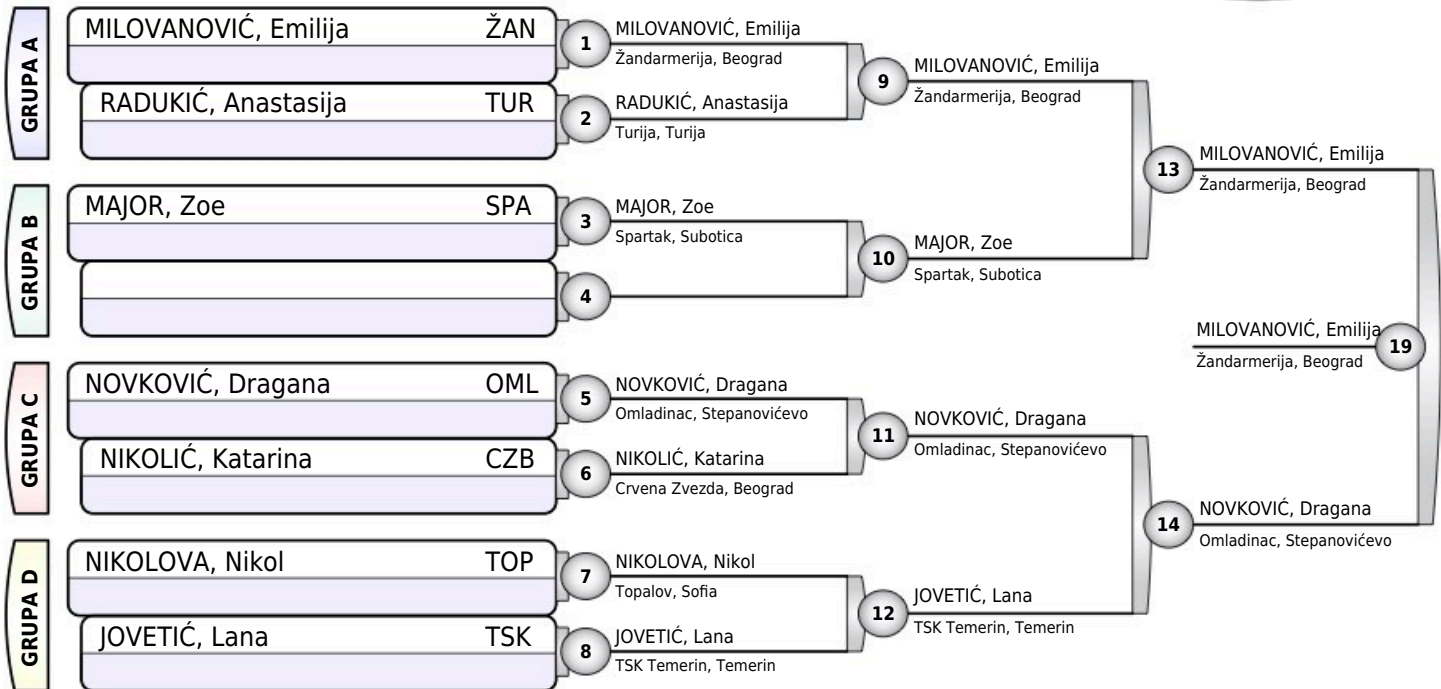 GRUPA A
MILOVANOVIĆ, Emilija ŽAN
RADUKIĆ, Anastasija TUR
GRUPA B
MAJOR, Zoe SPA
GRUPA C
NOVKOVIĆ, Dragana OML
NIKOLIĆ, Katarina CZB
GRUPA D
NIKOLOVA, Nikol TOP
JOVETIĆ, Lana TSK
1
MILOVANOVIĆ, Emilija
Žandarmerija, Beograd
2
RADUKIĆ, Anastasija
Turija, Turija
3
MAJOR, Zoe
Spartak, Subotica
4
5
NOVKOVIĆ, Dragana
Omladinac, Stepanovićevo
6
NIKOLIĆ, Katarina
Crvena Zvezda, Beograd
7
NIKOLOVA, Nikol
Topalov, Sofia
8
JOVETIĆ, Lana
TSK Temerin, Temerin
9
MILOVANOVIĆ, Emilija
Žandarmerija, Beograd
10
MAJOR, Zoe
Spartak, Subotica
11
NOVKOVIĆ, Dragana
Omladinac, Stepanovićevo
12
JOVETIĆ, Lana
TSK Temerin, Temerin
13
MILOVANOVIĆ, Emilija
Žandarmerija, Beograd
14
NOVKOVIĆ, Dragana
Omladinac, Stepanovićevo
MILOVANOVIĆ, Emilija
Žandarmerija, Beograd
19